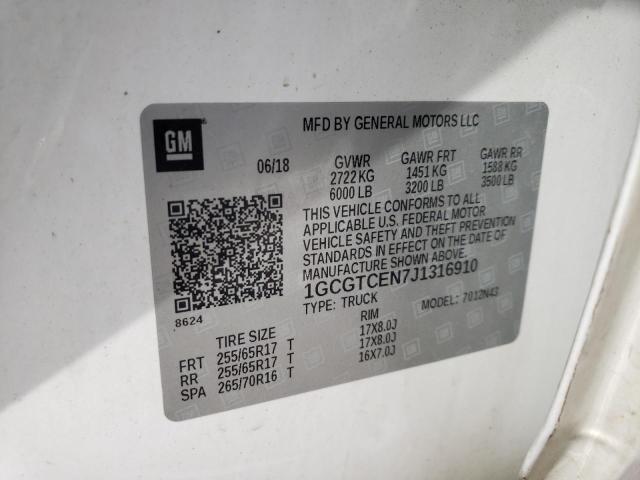 MFD BY GENERAL MOTORS LLC
GM
06/18 GVWR GAWR FRT GAWR RR
2722 KG 1451 KG 1588 KG
6000 LB 3200 LB 3500 LB
THIS VEHICLE CONFORMS TO ALL
APPLICABLE U.S. FEDERAL MOTOR
VEHICLE SAFETY AND THEFT PREVENTION
STANDARDS IN EFFECT ON THE DATE OF
MANUFACTURE SHOWN ABOVE.
1GCGTCEN7J1316910
8624 TYPE: TRUCK MODEL: 7012N43
TIRE SIZE RIM
FRT 255/65R17 T 17X8.0J
RR 255/65R17 T 17X8.0J
SPA 265/70R16 T 16X7.0J